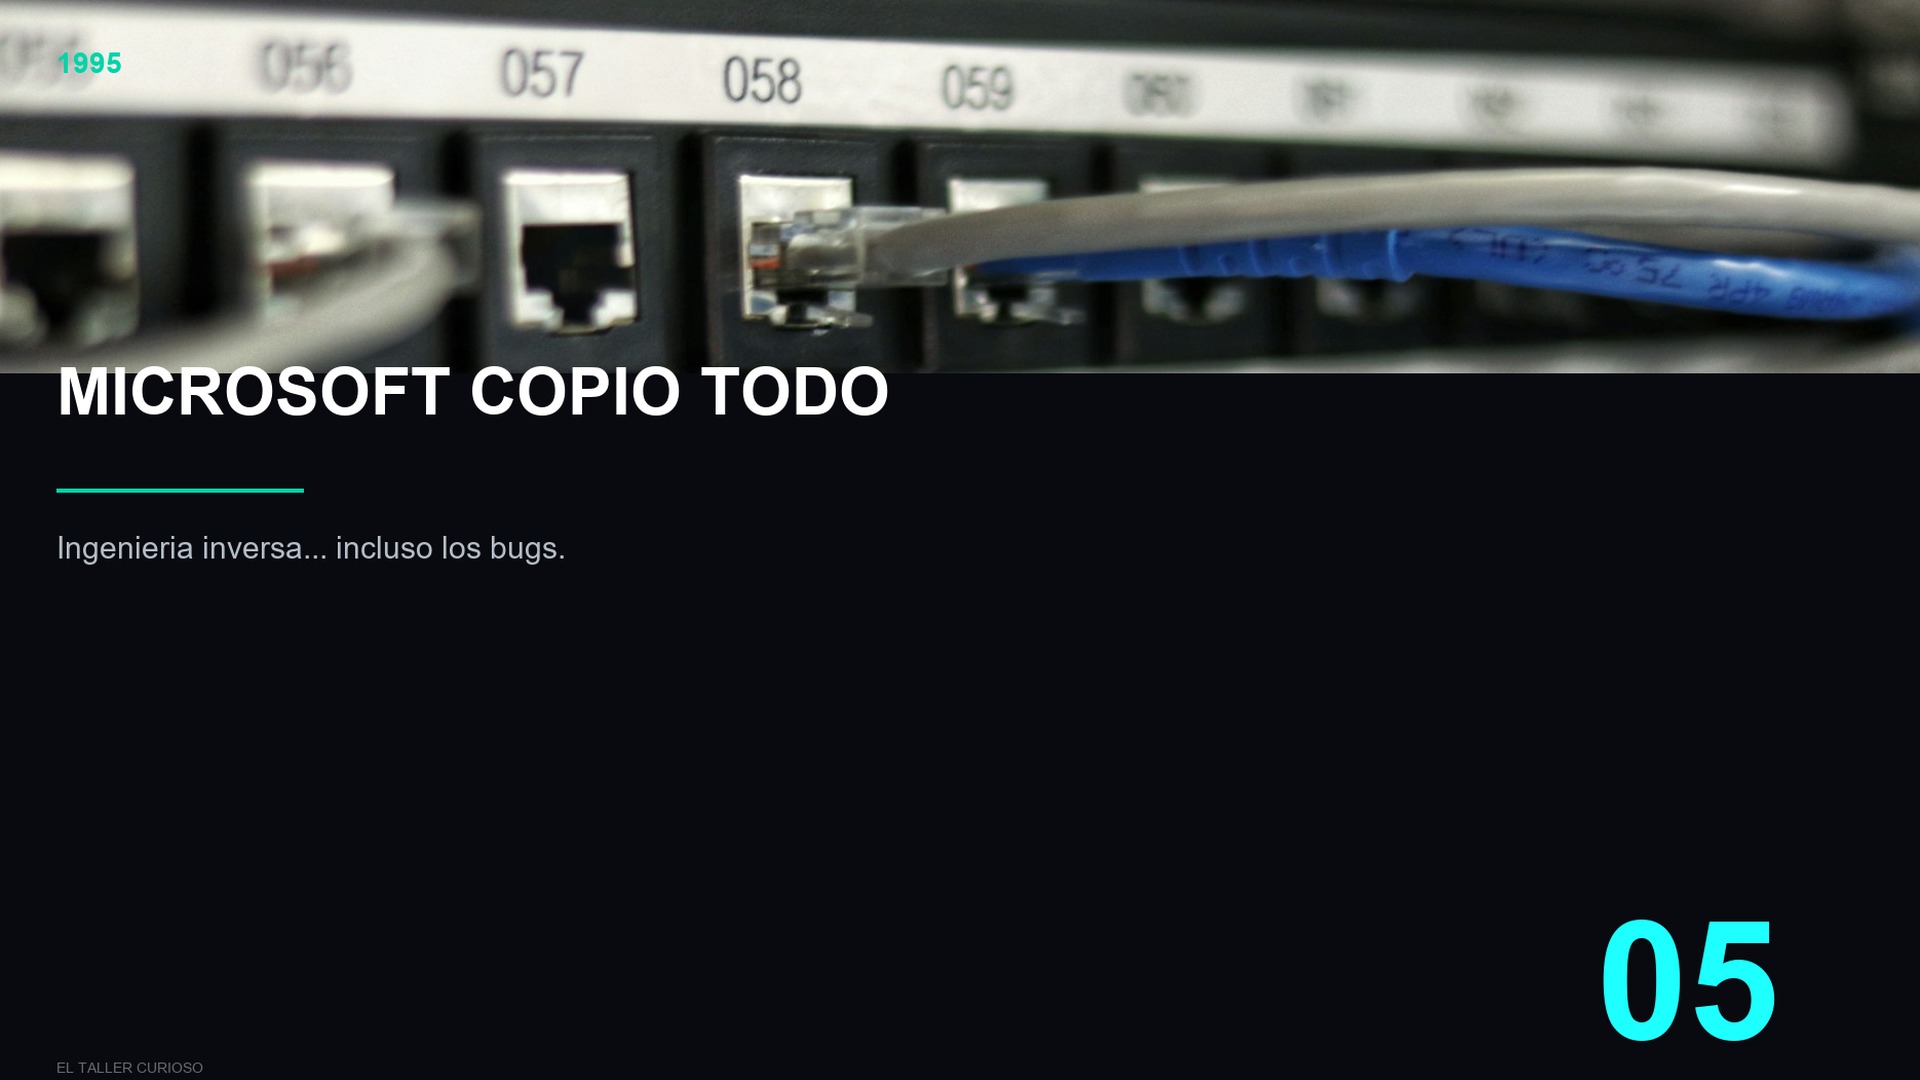 1995
056 057 058 059
MICROSOFT COPIO TODO
Ingenieria inversa... incluso los bugs.
05
EL TALLER CURIOSO